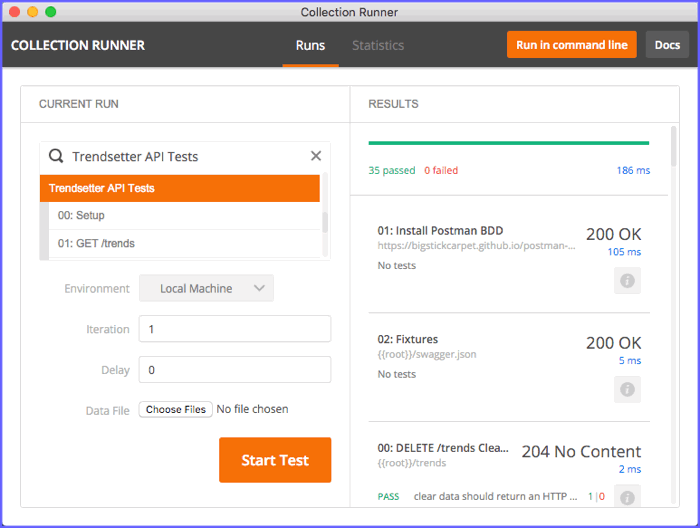 Collection Runner
COLLECTION RUNNER
Runs
Statistics
Run in command line
Docs
CURRENT RUN
Trendsetter API Tests
Trendsetter API Tests
00: Setup
01: GET /trends
Environment
Local Machine
Iteration
1
Delay
0
Data File
Choose Files
No file chosen
Start Test
RESULTS
35 passed
0 failed
186 ms
01: Install Postman BDD
200 OK
https://bigstickcarpet.github.io/postman-...
105 ms
No tests
02: Fixtures
200 OK
{{root}}/swagger.json
5 ms
No tests
00: DELETE /trends Clea...
204 No Content
{{root}}/trends
2 ms
PASS
clear data should return an HTTP ...
1|0